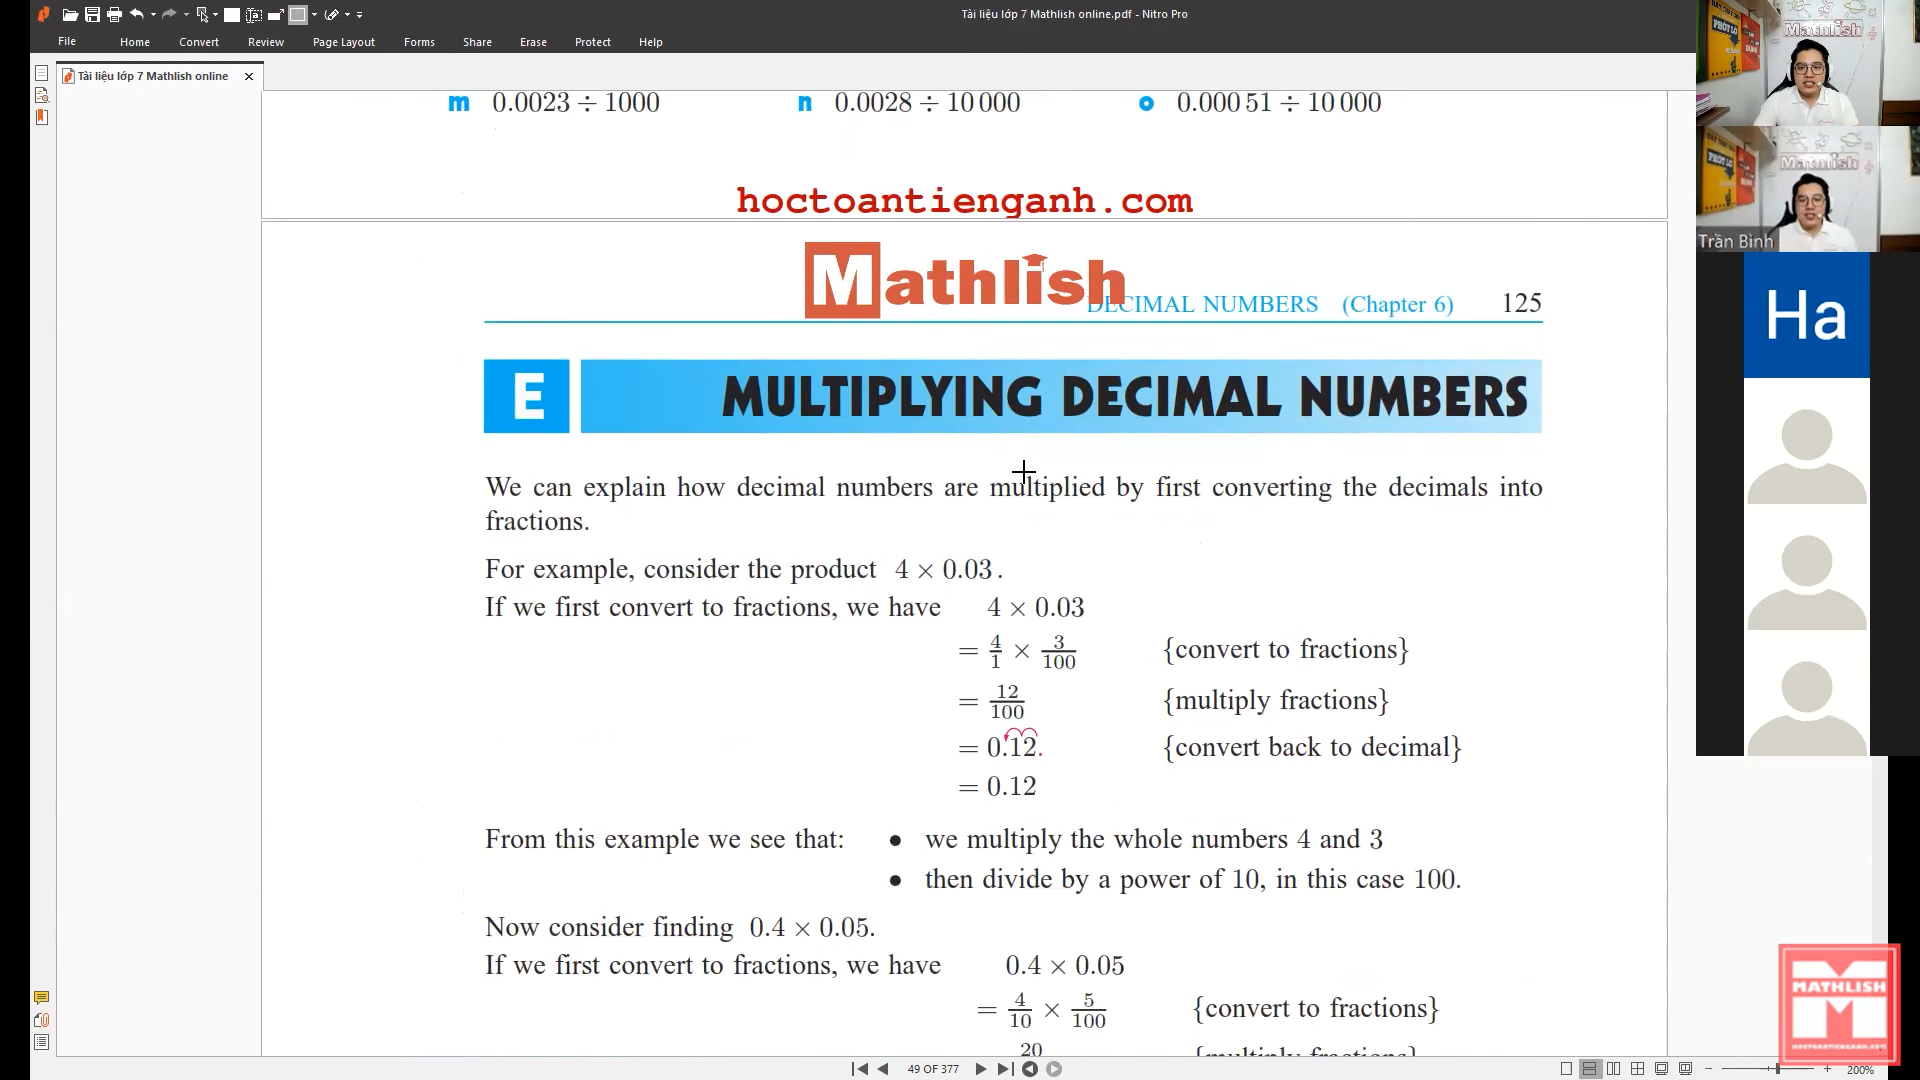 Tài liệu lớp 7 Mathlish online.pdf - Nitro Pro
File Home Convert Review Page Layout Forms Share Erase Protect Help
Tài liệu lớp 7 Mathlish online
m 0.0023 ÷ 1000 n 0.0028 ÷ 10 000 o 0.000 51 ÷ 10 000
hoctoantienganh.com
Mathlish
DECIMAL NUMBERS (Chapter 6) 125
E MULTIPLYING DECIMAL NUMBERS
We can explain how decimal numbers are multiplied by first converting the decimals into
fractions.
For example, consider the product 4 × 0.03.
If we first convert to fractions, we have 4 × 0.03
= 4/1 × 3/100 {convert to fractions}
= 12/100 {multiply fractions}
= 0.12. {convert back to decimal}
= 0.12
From this example we see that: • we multiply the whole numbers 4 and 3
• then divide by a power of 10, in this case 100.
Now consider finding 0.4 × 0.05.
If we first convert to fractions, we have 0.4 × 0.05
= 4/10 × 5/100 {convert to fractions}
20 {multiply fractions}
49 OF 377
200%
Mathlish
Mathlish
Trần Bình
Ha
MATHLISH
HOCTOANTIENGANH.COM